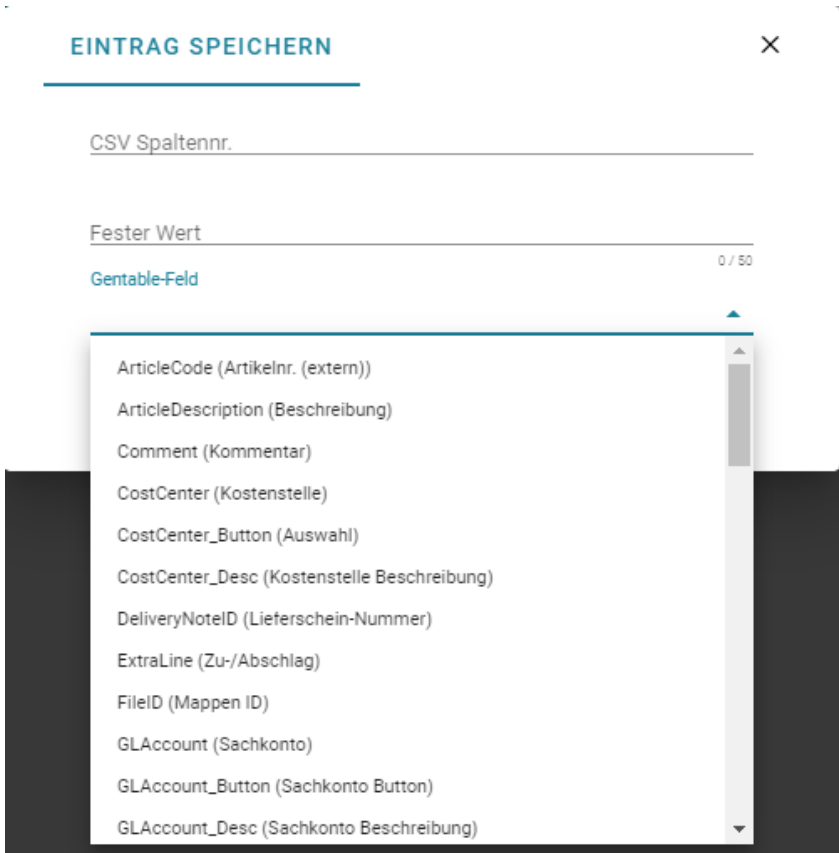 EINTRAG SPEICHERN
CSV Spaltennr.
Fester Wert
0 / 50
Gentable-Feld
ArticleCode (Artikelnr. (extern))
ArticleDescription (Beschreibung)
Comment (Kommentar)
CostCenter (Kostenstelle)
CostCenter_Button (Auswahl)
CostCenter_Desc (Kostenstelle Beschreibung)
DeliveryNoteID (Lieferschein-Nummer)
ExtraLine (Zu-/Abschlag)
FileID (Mappen ID)
GLAccount (Sachkonto)
GLAccount_Button (Sachkonto Button)
GLAccount_Desc (Sachkonto Beschreibung)